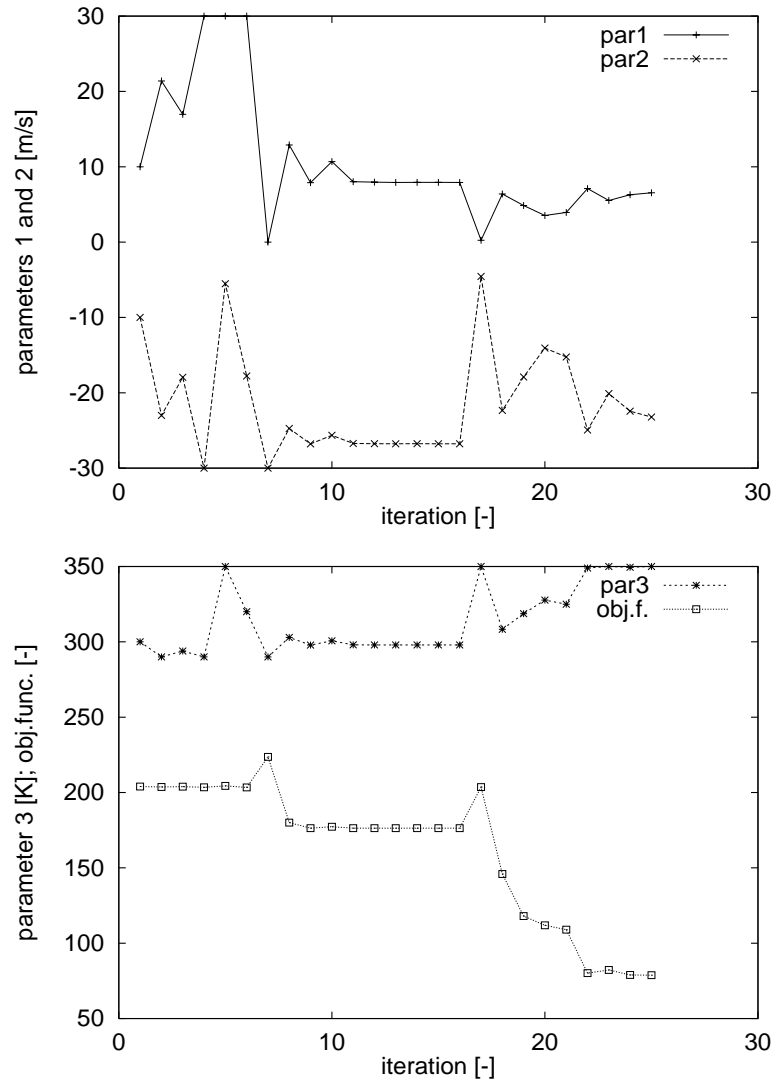 30
20
10
0
-10
-20
-30
parameters 1 and 2 [m/s]
par1
par2
0
10
20
30
iteration [-]
350
300
250
200
150
100
50
parameter 3 [K]; obj.func. [-]
par3
obj.f.
0
10
20
30
iteration [-]